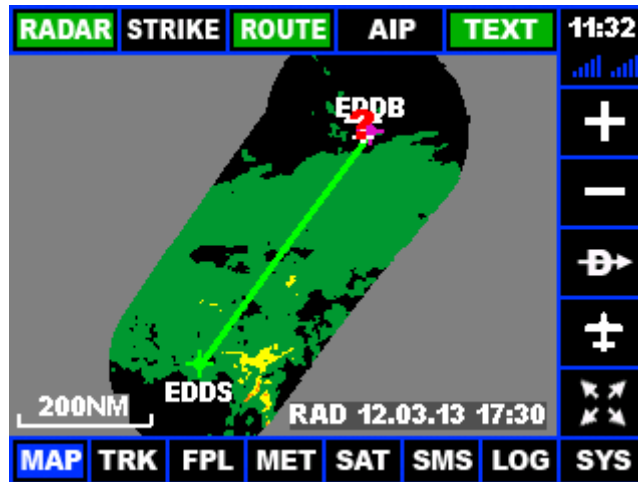 RADAR STRIKE ROUTE AIP TEXT 11:32
EDDB
?
EDDS
200NM
RAD 12.03.13 17:30
MAP TRK FPL MET SAT SMS LOG SYS